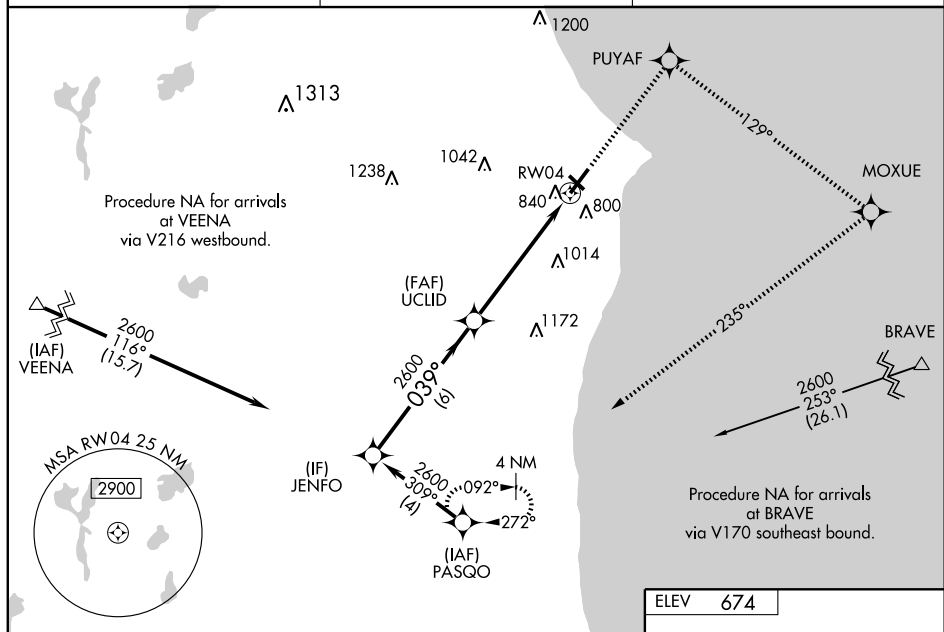 1200
PUYAF
1313
129°
1042
RW04
MOXUE
1238
840
800
Procedure NA for arrivals
at VEENA
via V216 westbound.
1014
(FAF)
UCLID
235°
1172
BRAVE
2600
116°
(15.7)
(IAF)
VEENA
2600
039°
(6)
2600
253°
(26.1)
MSA RW04 25 NM
2900
(IF)
JENFO
2600
309°
(4)
4 NM
092°
272°
Procedure NA for arrivals
at BRAVE
via V170 southeast bound.
(IAF)
PASQO
ELEV 674